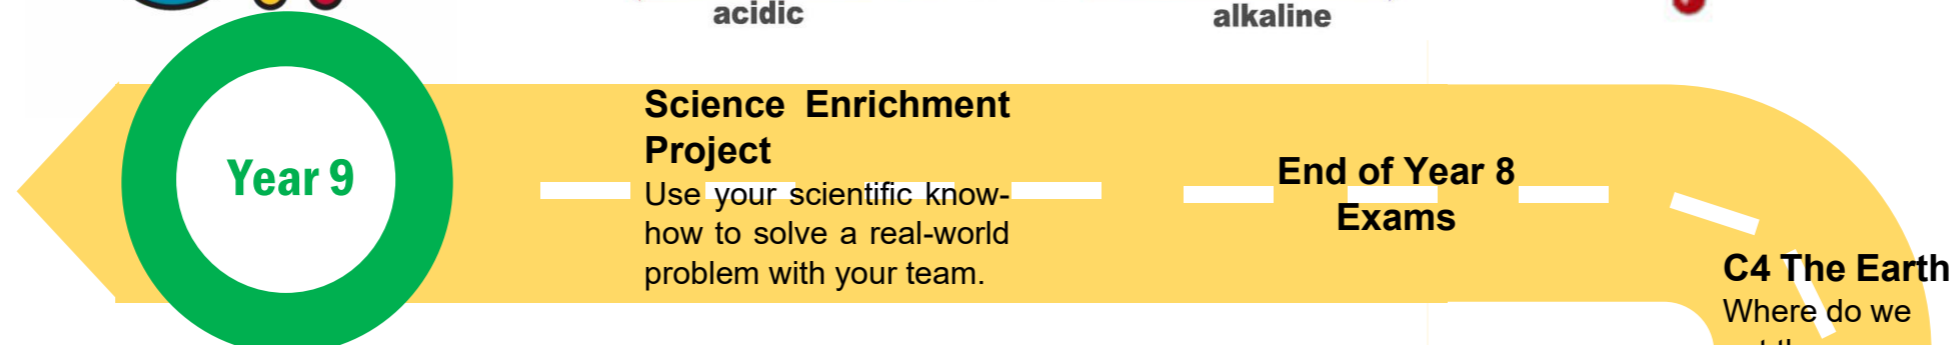 acidic
alkaline
Year 9
Science Enrichment
Project
Use your scientific know-
how to solve a real-world
problem with your team.
End of Year 8
Exams
C4 The Earth
Where do we